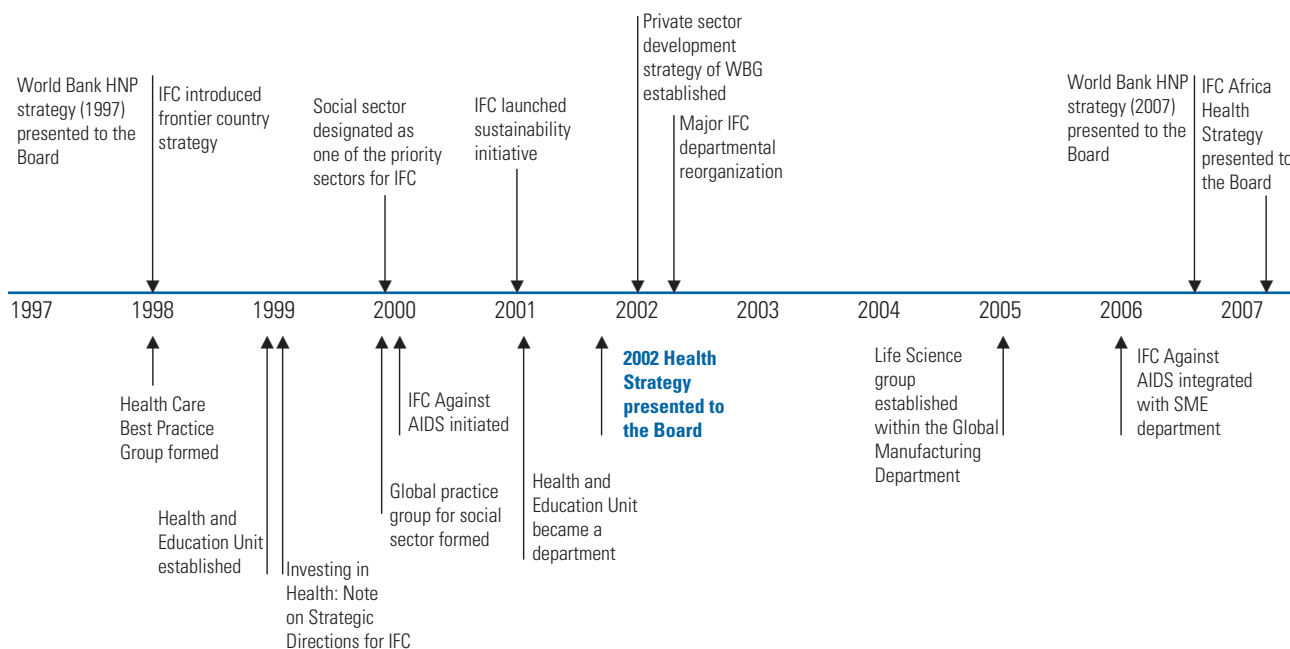 World Bank HNP
strategy (1997)
presented to the
Board
IFC introduced
frontier country
strategy
Social sector
designated as
one of the priority
sectors for IFC
IFC launched
sustainability
initiative
Private sector
development
strategy of WBG
established
Major IFC
departmental
reorganization
World Bank HNP
strategy (2007)
presented to the
Board
IFC Africa
Health
Strategy
presented to
the Board
1997 1998 1999 2000 2001 2002 2003 2004 2005 2006 2007
Health Care
Best Practice
Group formed
Health and
Education Unit
established
Investing in
Health: Note
on Strategic
Directions for IFC
Global practice
group for social
sector formed
IFC Against
AIDS initiated
Health and
Education Unit
became a
department
2002 Health
Strategy
presented to
the Board
Life Science
group
established
within the Global
Manufacturing
Department
IFC Against
AIDS integrated
with SME
department